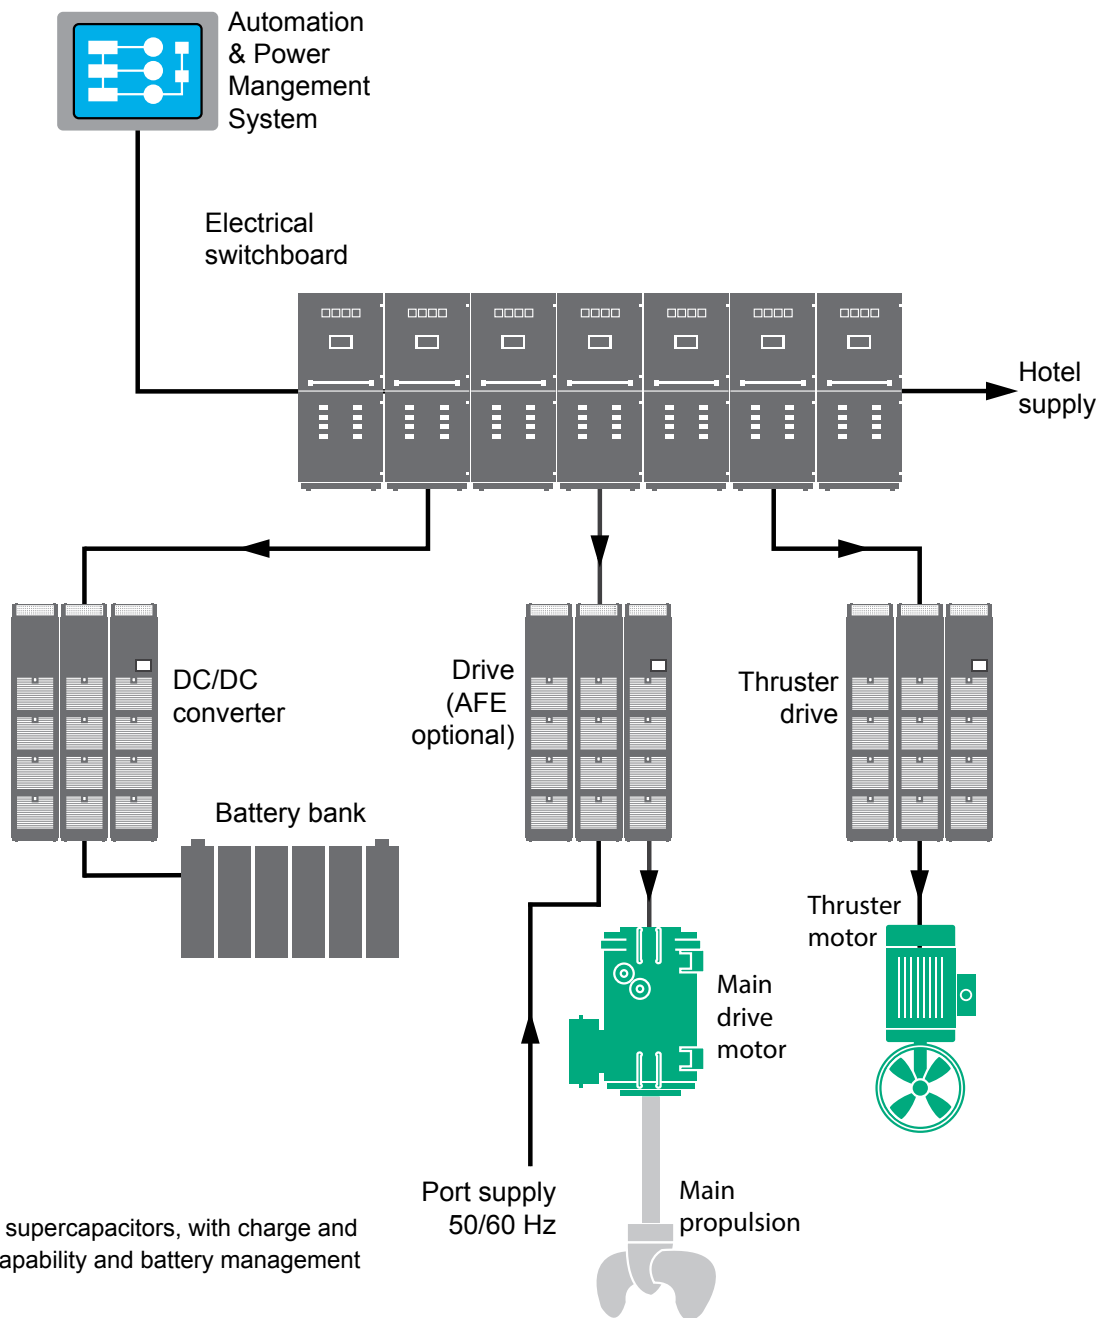 Automation
& Power
Mangement
System
Electrical
switchboard
Hotel
supply
DC/DC
converter
Drive
(AFE
optional)
Thruster
drive
Battery bank
Thruster
motor
Main
drive
motor
Port supply
50/60 Hz
Main
propulsion
supercapacitors, with charge and
apability and battery management